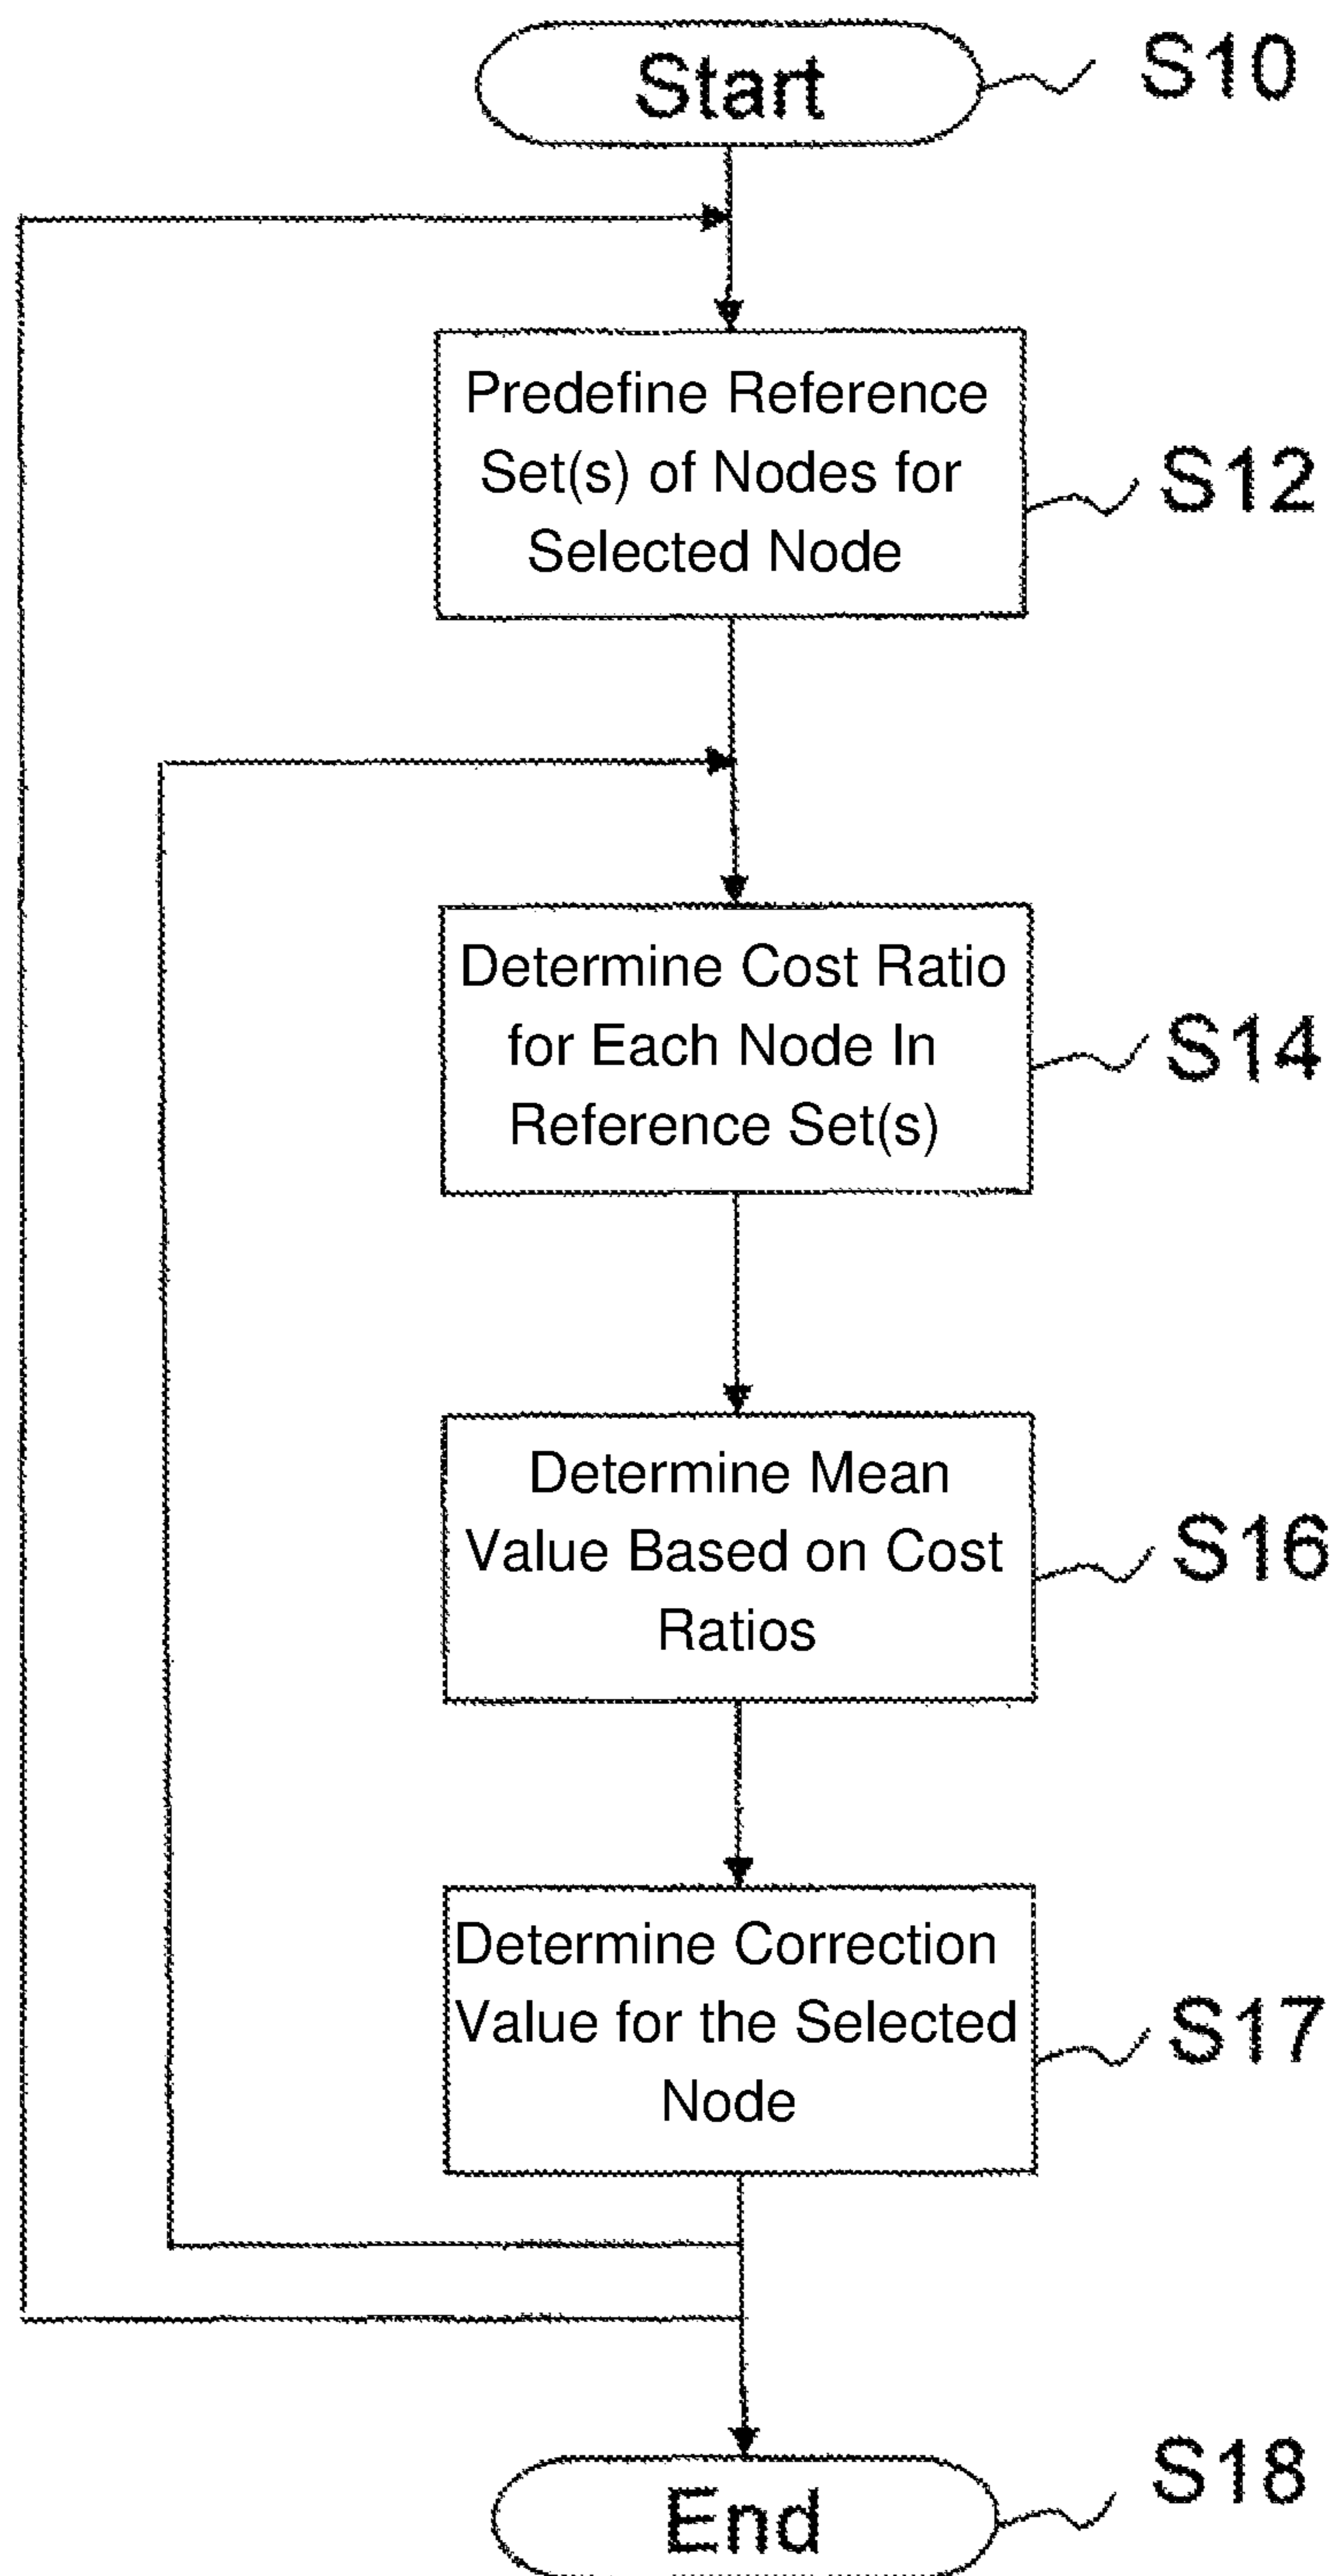 Start
S10
Predefine Reference
Set(s) of Nodes for
Selected Node
S12
Determine Cost Ratio
for Each Node In
Reference Set(s)
S14
Determine Mean
Value Based on Cost
Ratios
S16
Determine Correction
Value for the Selected
Node
S17
End
S18